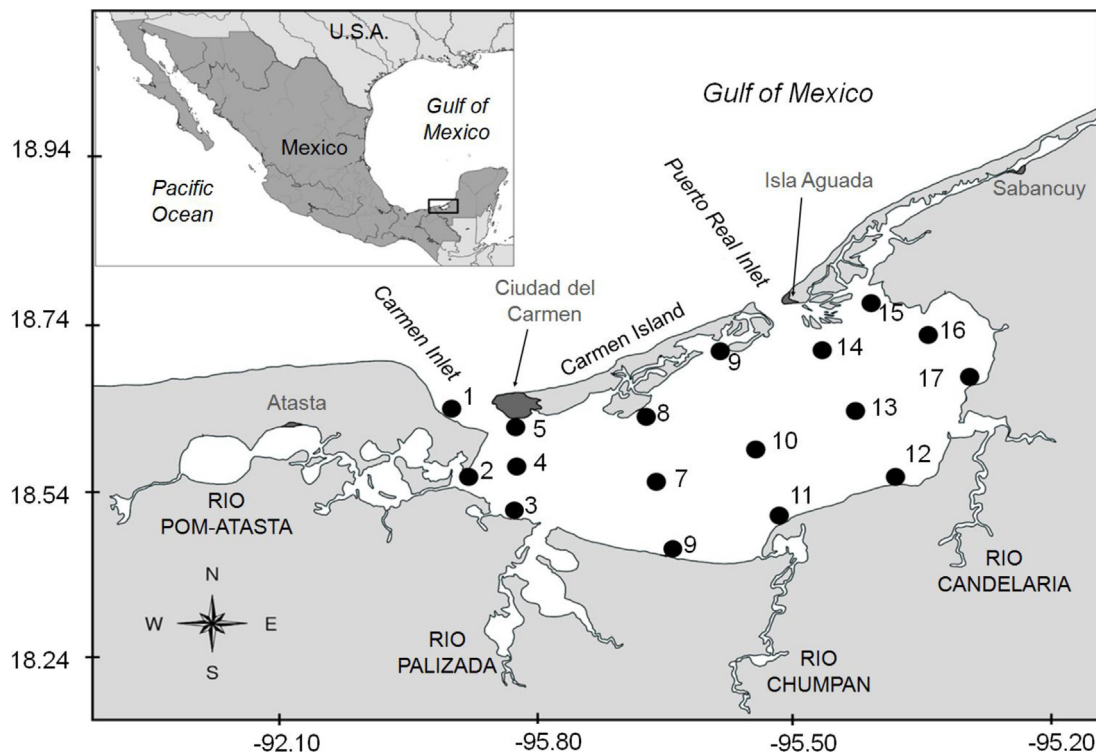 U.S.A.
Gulf of
Mexico
Mexico
Pacific
Ocean
Gulf of Mexico
18.94
18.74
18.54
18.24
Puerto Real Inlet
Isla Aguada
Sabancuy
Carmen Inlet
Ciudad del
Carmen
Carmen Island
Atasta
1
2
3
4
5
8
9
7
9
10
11
12
13
14
15
16
17
RIO
POM-ATASTA
RIO
PALIZADA
RIO
CHUMPAN
RIO
CANDELARIA
N
W
E
S
-92.10
-95.80
-95.50
-95.20